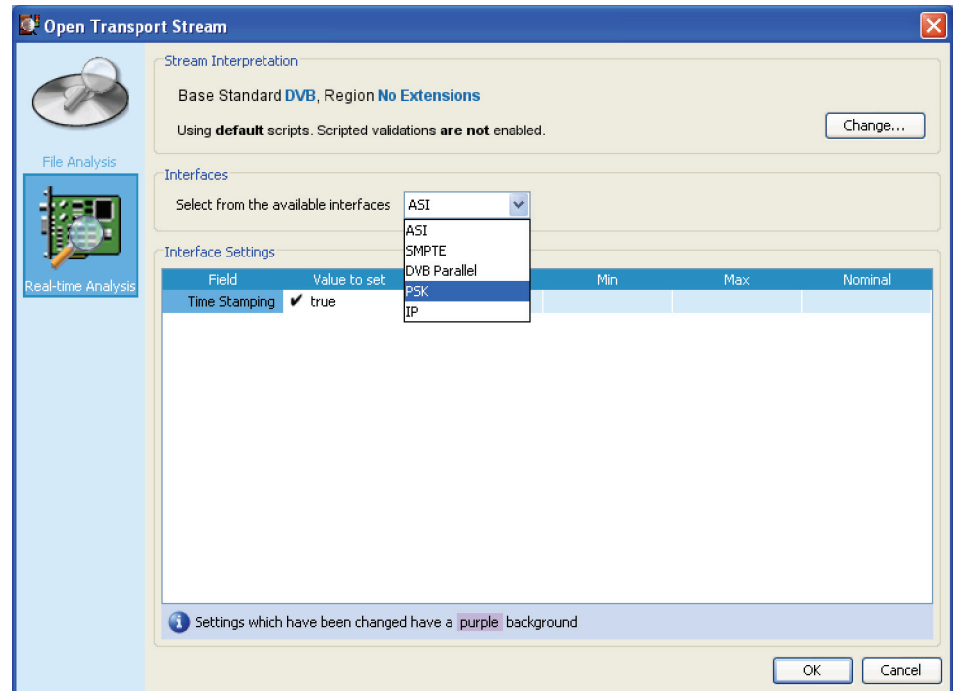 Open Transport Stream
Stream Interpretation
Base Standard DVB, Region No Extensions
Using default scripts. Scripted validations are not enabled.
Change...
File Analysis
Real-time Analysis
Interfaces
Select from the available interfaces
ASI
ASI
SMPTE
DVB Parallel
PSK
IP
Interface Settings
Field Value to set Min Max Nominal
Time Stamping true
Settings which have been changed have a purple background
OK Cancel